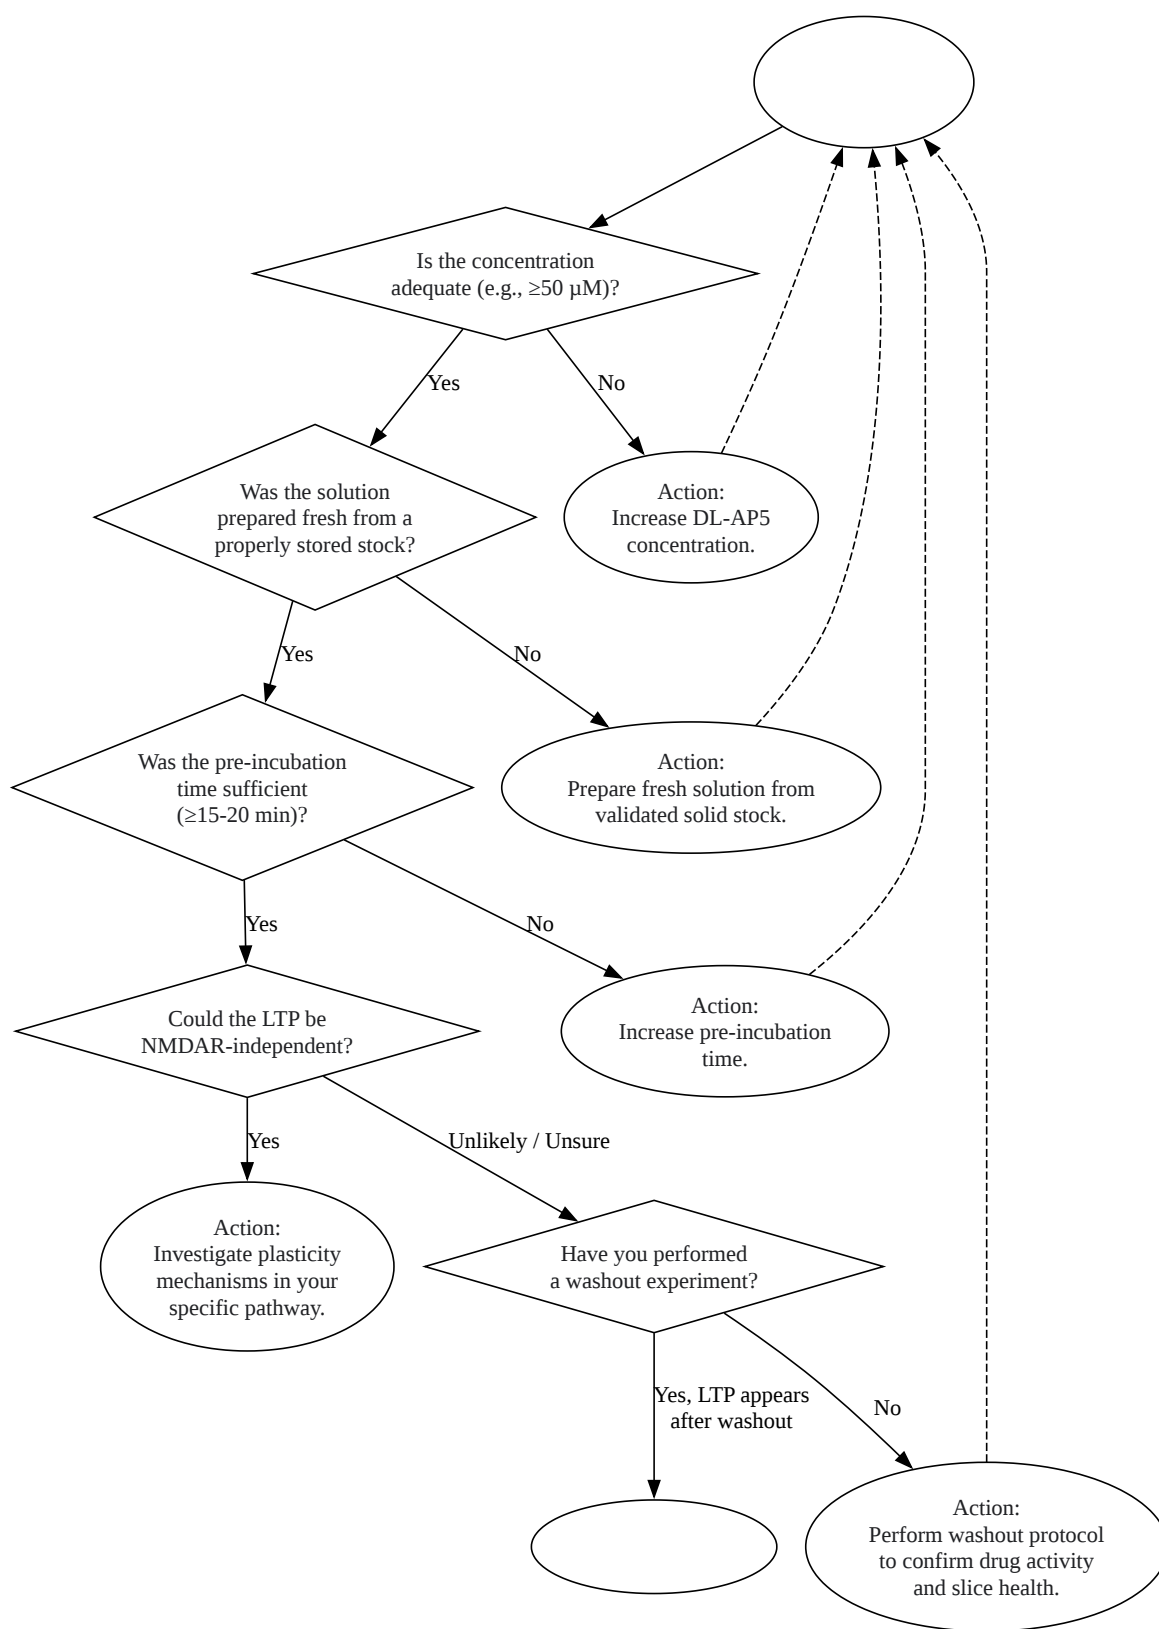 Is the concentration
adequate (e.g., ≥50 µM)?
Yes
No
Was the solution
prepared fresh from a
properly stored stock?
Action:
Increase DL-AP5
concentration.
Yes
No
Was the pre-incubation
time sufficient
(≥15-20 min)?
Action:
Prepare fresh solution from
validated solid stock.
Yes
No
Could the LTP be
NMDAR-independent?
Action:
Increase pre-incubation
time.
Yes
Unlikely / Unsure
Action:
Investigate plasticity
mechanisms in your
specific pathway.
Have you performed
a washout experiment?
Yes, LTP appears
after washout
No
Action:
Perform washout protocol
to confirm drug activity
and slice health.